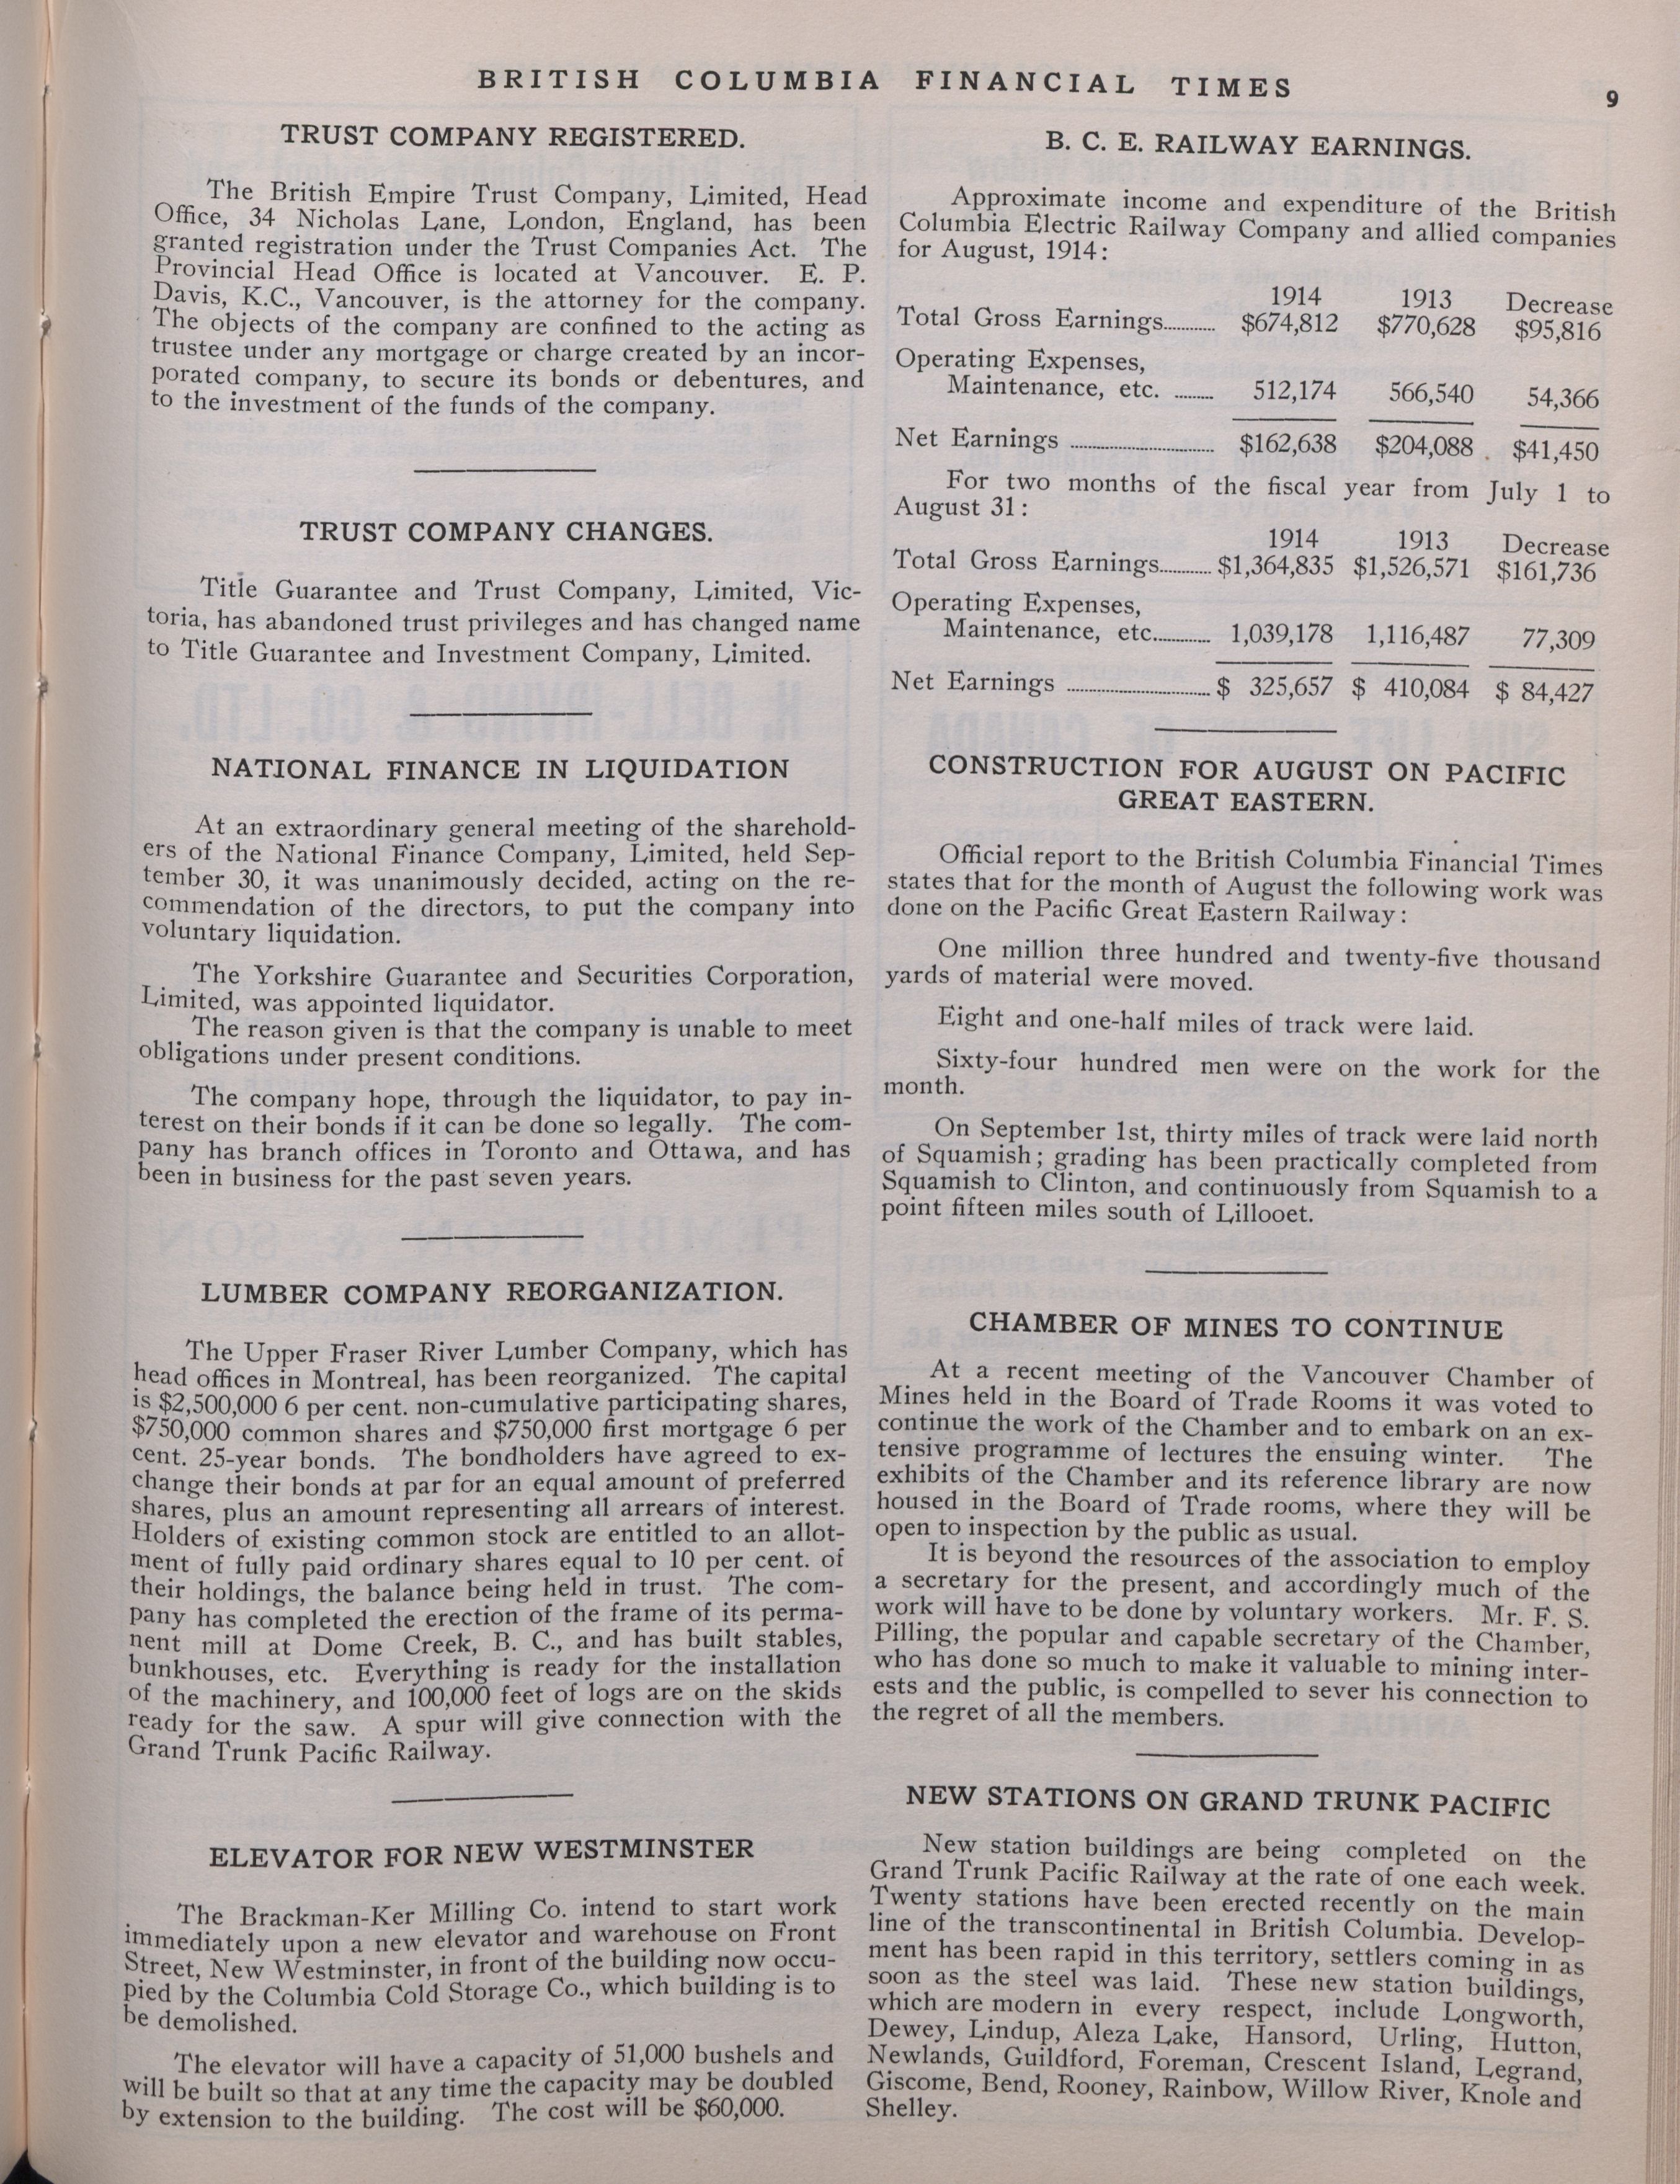 BRITISH COLUMBIA FINANCIAL TIMES
9
TRUST COMPANY REGISTERED.
The British Empire Trust Company, Limited, Head
Office, 34 Nicholas Lane, London, England, has been
granted registration under the Trust Companies Act. The
Provincial Head Office is located at Vancouver. E. P.
Davis, K.C., Vancouver, is the attorney for the company.
The objects of the company are confined to the acting as
trustee under any mortgage or charge created by an incor-
porated company, to secure its bonds or debentures, and
to the investment of the funds of the company.
TRUST COMPANY CHANGES.
Title Guarantee and Trust Company, Limited, Vic-
toria, has abandoned trust privileges and has changed name
to Title Guarantee and Investment Company, Limited.
NATIONAL FINANCE IN LIQUIDATION
At an extraordinary general meeting of the sharehold-
ers of the National Finance Company, Limited, held Sep-
tember 30, it was unanimously decided, acting on the re-
commendation of the directors, to put the company into
voluntary liquidation.
The Yorkshire Guarantee and Securities Corporation,
Limited, was appointed liquidator.
The reason given is that the company is unable to meet
obligations under present conditions.
The company hope, through the liquidator, to pay in-
terest on their bonds if it can be done so legally. The com-
pany has branch offices in Toronto and Ottawa, and has
been in business for the past seven years.
LUMBER COMPANY REORGANIZATION.
The Upper Fraser River Lumber Company, which has
head offices in Montreal, has been reorganized. The capital
is $2,500,000 6 per cent. non-cumulative participating shares,
$750,000 common shares and $750,000 first mortgage 6 per
cent. 25-year bonds. The bondholders have agreed to ex-
change their bonds at par for an equal amount of preferred
shares, plus an amount representing all arrears of interest.
Holders of existing common stock are entitled to an allot-
ment of fully paid ordinary shares equal to 10 per cent. of
their holdings, the balance being held in trust. The com-
pany has completed the erection of the frame of its perma-
nent mill at Dome Creek, B. C., and has built stables,
bunkhouses, etc. Everything is ready for the installation
of the machinery, and 100,000 feet of logs are on the skids
ready for the saw. A spur will give connection with the
Grand Trunk Pacific Railway.
ELEVATOR FOR NEW WESTMINSTER
The Brackman-Ker Milling Co. intend to start work
immediately upon a new elevator and warehouse on Front
Street, New Westminster, in front of the building now occu-
pied by the Columbia Cold Storage Co., which building is to
be demolished.
The elevator will have a capacity of 51,000 bushels and
will be built so that at any time the capacity may be doubled
by extension to the building. The cost will be $60,000.
B. C. E. RAILWAY EARNINGS.
Approximate income and expenditure of the British
Columbia Electric Railway Company and allied companies
for August, 1914:
1914 1913 Decrease
Total Gross Earnings........... $674,812 $770,628 $95,816
Operating Expenses,
Maintenance, etc. ......... 512,174 566,540 54,366
Net Earnings ................................. $162,638 $204,088 $41,450
For two months of the fiscal year from July 1 to
August 31:
1914 1913 Decrease
Total Gross Earnings........... $1,364,835 $1,526,571 $161,736
Operating Expenses,
Maintenance, etc............ 1,039,178 1,116,487 77,309
Net Earnings ................................. $ 325,657 $ 410,084 $ 84,427
CONSTRUCTION FOR AUGUST ON PACIFIC
GREAT EASTERN.
Official report to the British Columbia Financial Times
states that for the month of August the following work was
done on the Pacific Great Eastern Railway:
One million three hundred and twenty-five thousand
yards of material were moved.
Eight and one-half miles of track were laid.
Sixty-four hundred men were on the work for the
month.
On September 1st, thirty miles of track were laid north
of Squamish; grading has been practically completed from
Squamish to Clinton, and continuously from Squamish to a
point fifteen miles south of Lillooet.
CHAMBER OF MINES TO CONTINUE
At a recent meeting of the Vancouver Chamber of
Mines held in the Board of Trade Rooms it was voted to
continue the work of the Chamber and to embark on an ex-
tensive programme of lectures the ensuing winter. The
exhibits of the Chamber and its reference library are now
housed in the Board of Trade rooms, where they will be
open to inspection by the public as usual.
It is beyond the resources of the association to employ
a secretary for the present, and accordingly much of the
work will have to be done by voluntary workers. Mr. F. S.
Pilling, the popular and capable secretary of the Chamber,
who has done so much to make it valuable to mining inter-
ests and the public, is compelled to sever his connection to
the regret of all the members.
NEW STATIONS ON GRAND TRUNK PACIFIC
New station buildings are being completed on the
Grand Trunk Pacific Railway at the rate of one each week.
Twenty stations have been erected recently on the main
line of the transcontinental in British Columbia. Develop-
ment has been rapid in this territory, settlers coming in as
soon as the steel was laid. These new station buildings,
which are modern in every respect, include Longworth,
Dewey, Lindup, Aleza Lake, Hansord, Urling, Hutton,
Newlands, Guildford, Foreman, Crescent Island, Legrand,
Giscome, Bend, Rooney, Rainbow, Willow River, Knole and
Shelley.